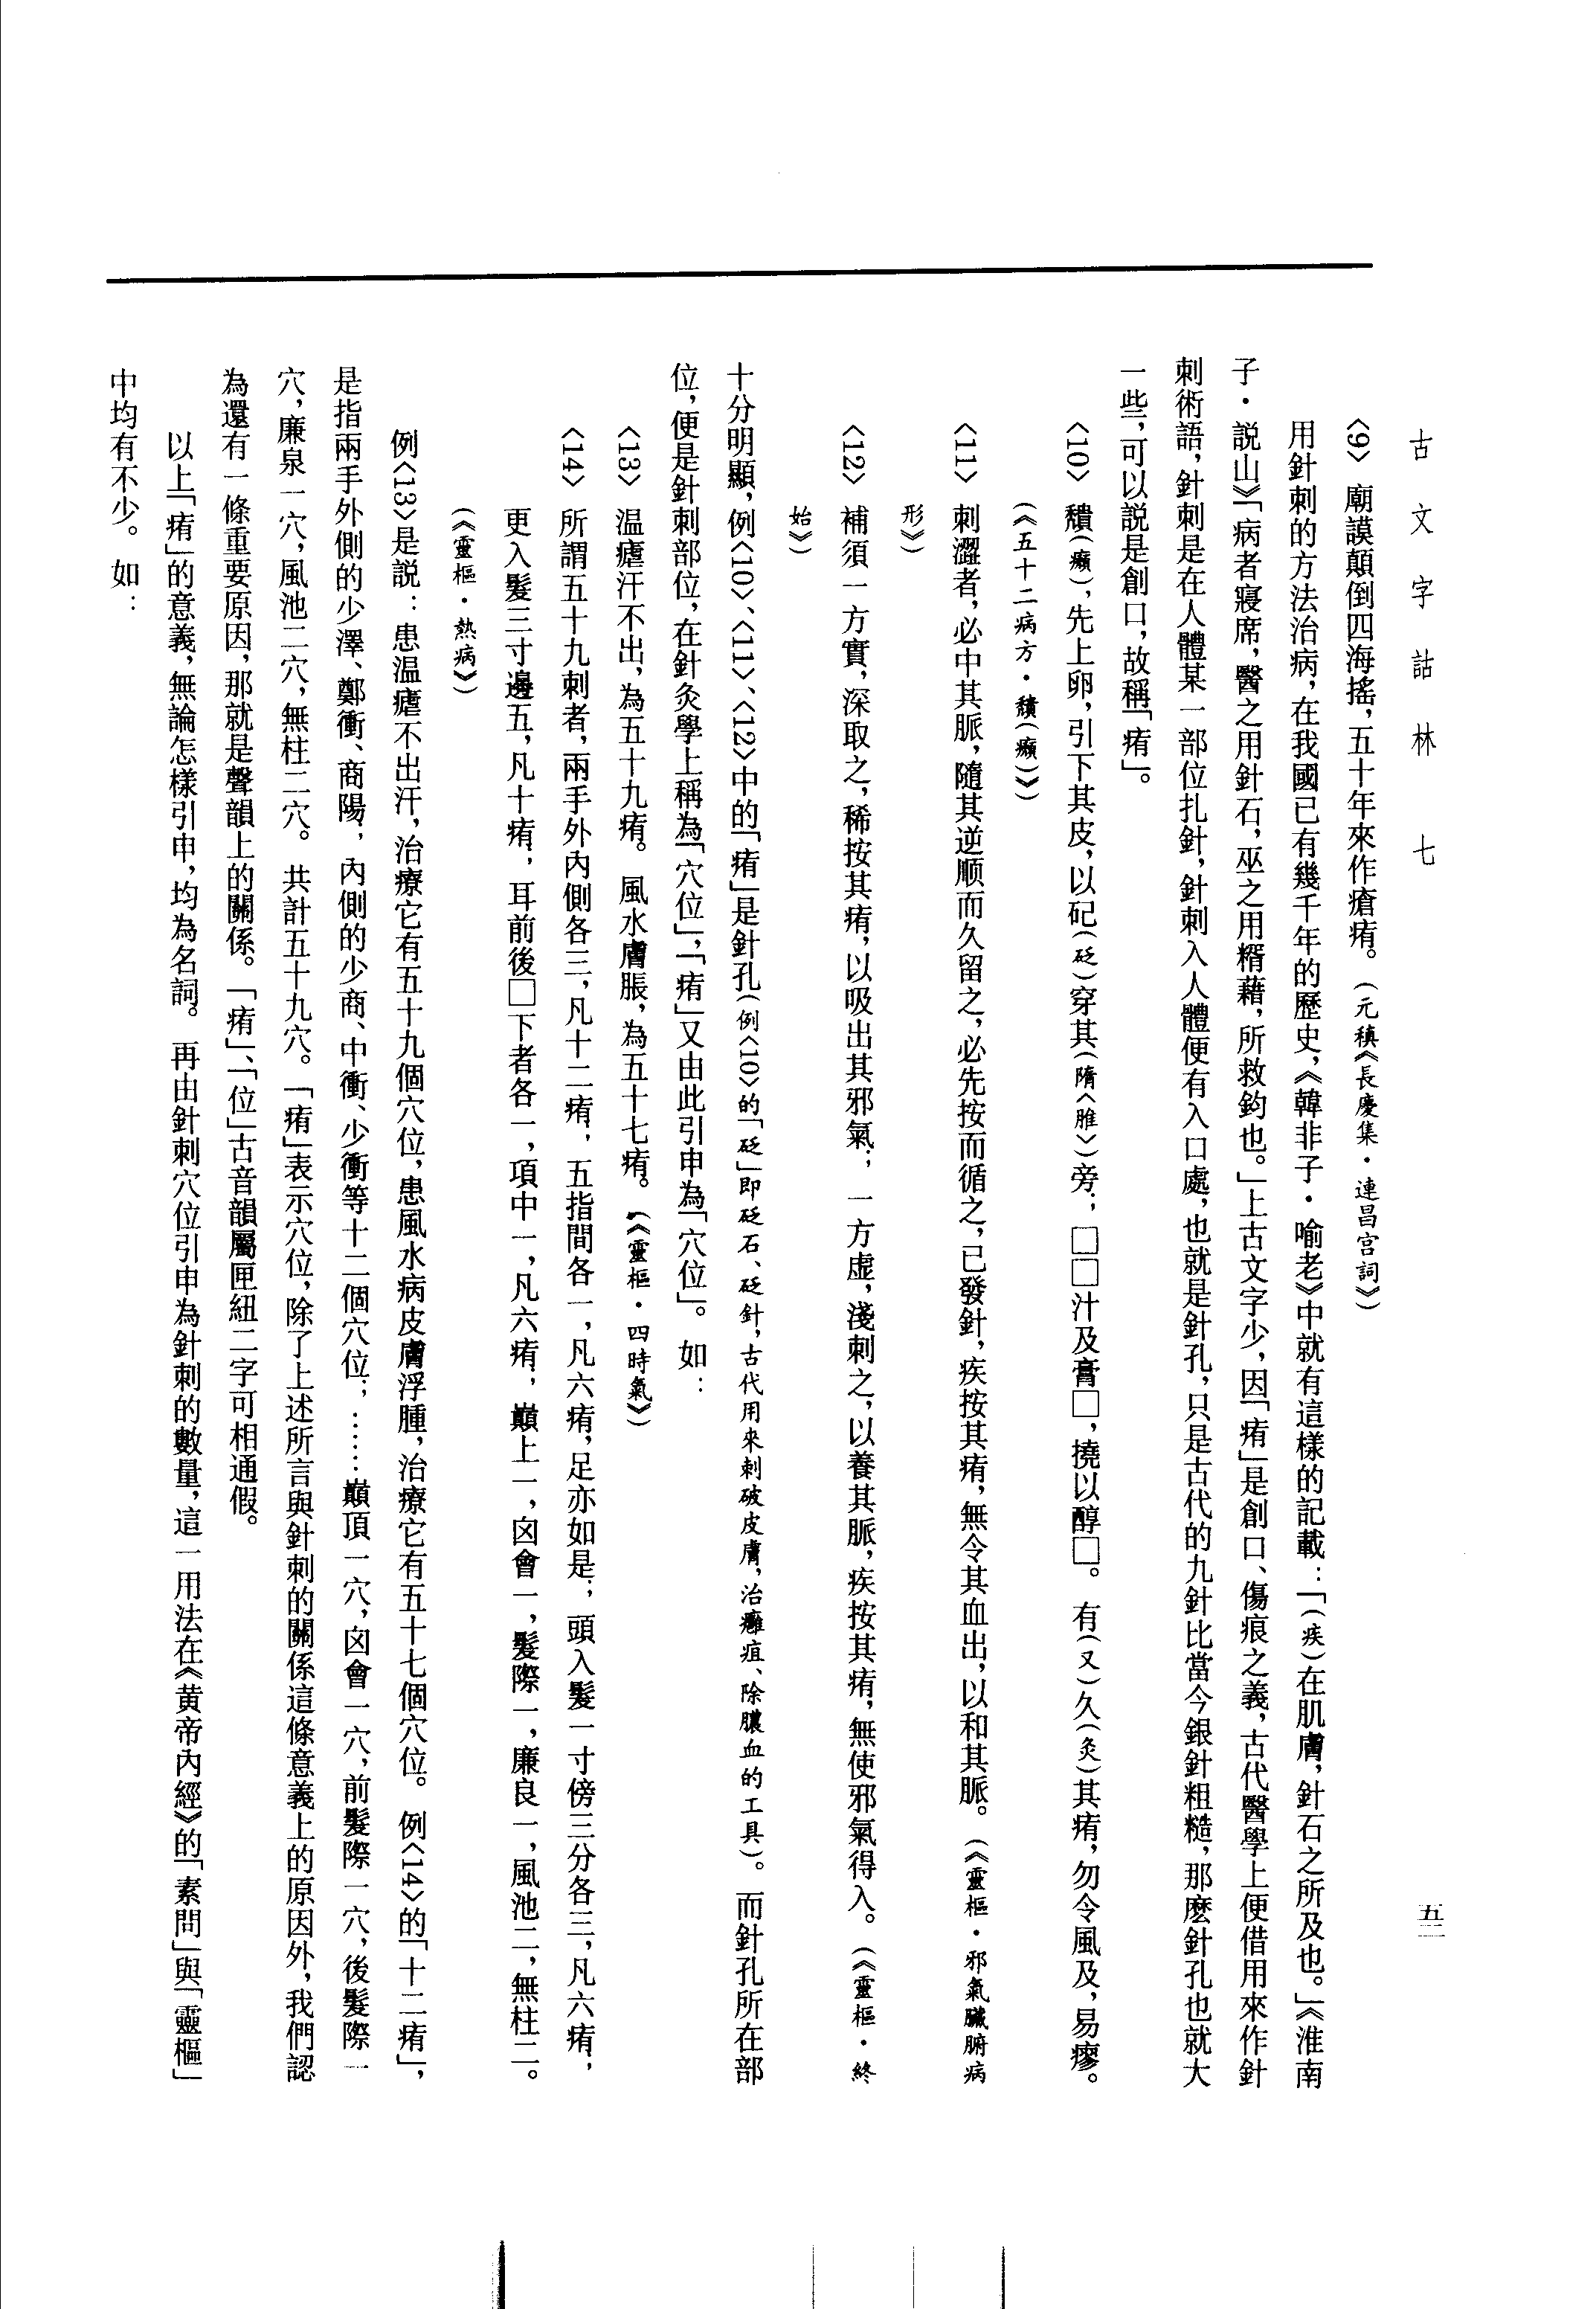 古文字詁林　七
五二
〈9〉 廟謨顛倒四海搖，五十年來作瘡痏。（元稹《長慶集·連昌宫詞》）
用針刺的方法治病，在我國已有幾千年的歷史，《韓非子·喻老》中就有這樣的記載：「（疾）在肌膚，針石之所及也。」《淮南
子·説山》「病者寢席，醫之用針石，巫之用糈藉，所救鈞也。」上古文字少，因「痏」是創口、傷痕之義，古代醫學上便借用來作針
刺術語，針刺是在人體某一部位扎針，針刺入人體便有入口處，也就是針孔，只是古代的九針比當今銀針粗糙，那麽針孔也就大
一些，可以説是創口，故稱「痏」。
〈10〉 㿉（癩），先上卵，引下其皮，以砭（砭）穿其（隋〈脽〉）旁；□□汁及膏□，撓以醇□。有（又）久（灸）其痏，勿令風及，易瘳。
（《五十二病方·㿉（癩）》）
〈11〉 刺澀者，必中其脈，隨其逆顺而久留之，必先按而循之，已發針，疾按其痏，無令其血出，以和其脈。（《靈樞·邪氣臟腑病
形》）
〈12〉 補須一方實，深取之，稀按其痏，以吸出其邪氣；一方虚，淺刺之，以養其脈，疾按其痏，無使邪氣得入。（《靈樞·終
始》）
十分明顯，例〈10〉、〈11〉、〈12〉中的「痏」是針孔（例〈10〉的「砭」即砭石、砭針，古代用來刺破皮膚，治癰疽、除膿血的工具）。而針孔所在部
位，便是針刺部位，在針灸學上稱為「穴位」，「痏」又由此引申為「穴位」。如：
〈13〉 温瘧汗不出，為五十九痏。風水膚脹，為五十七痏。（《靈樞·四時氣》）
〈14〉 所謂五十九刺者，兩手外內側各三，凡十二痏，五指間各一，凡六痏，足亦如是；頭入髮一寸傍三分各三，凡六痏，
更入髮三寸邊五，凡十痏；耳前後□下者各一，項中一，凡六痏，巔上一，囟會一，髮際一，廉良一，風池二，無柱二。
（《靈樞·熱病》）
例〈13〉是説：患温瘧不出汗，治療它有五十九個穴位，患風水病皮膚浮腫，治療它有五十七個穴位。例〈14〉的「十二痏」，
是指兩手外側的少澤、鄭衝、商陽；內側的少商、中衝、少衝等十二個穴位；……巔頂一穴，囟會一穴，前髮際一穴，後髮際一
穴，廉泉一穴，風池二穴，無柱二穴。共計五十九穴。「痏」表示穴位，除了上述所言與針刺的關係這條意義上的原因外，我們認
為還有一條重要原因，那就是聲韻上的關係。「痏」、「位」古音韻屬匣紐二字可相通假。
以上「痏」的意義，無論怎樣引申，均為名詞。再由針刺穴位引申為針刺的數量，這一用法在《黄帝內經》的「素問」與「靈樞」
中均有不少。如：